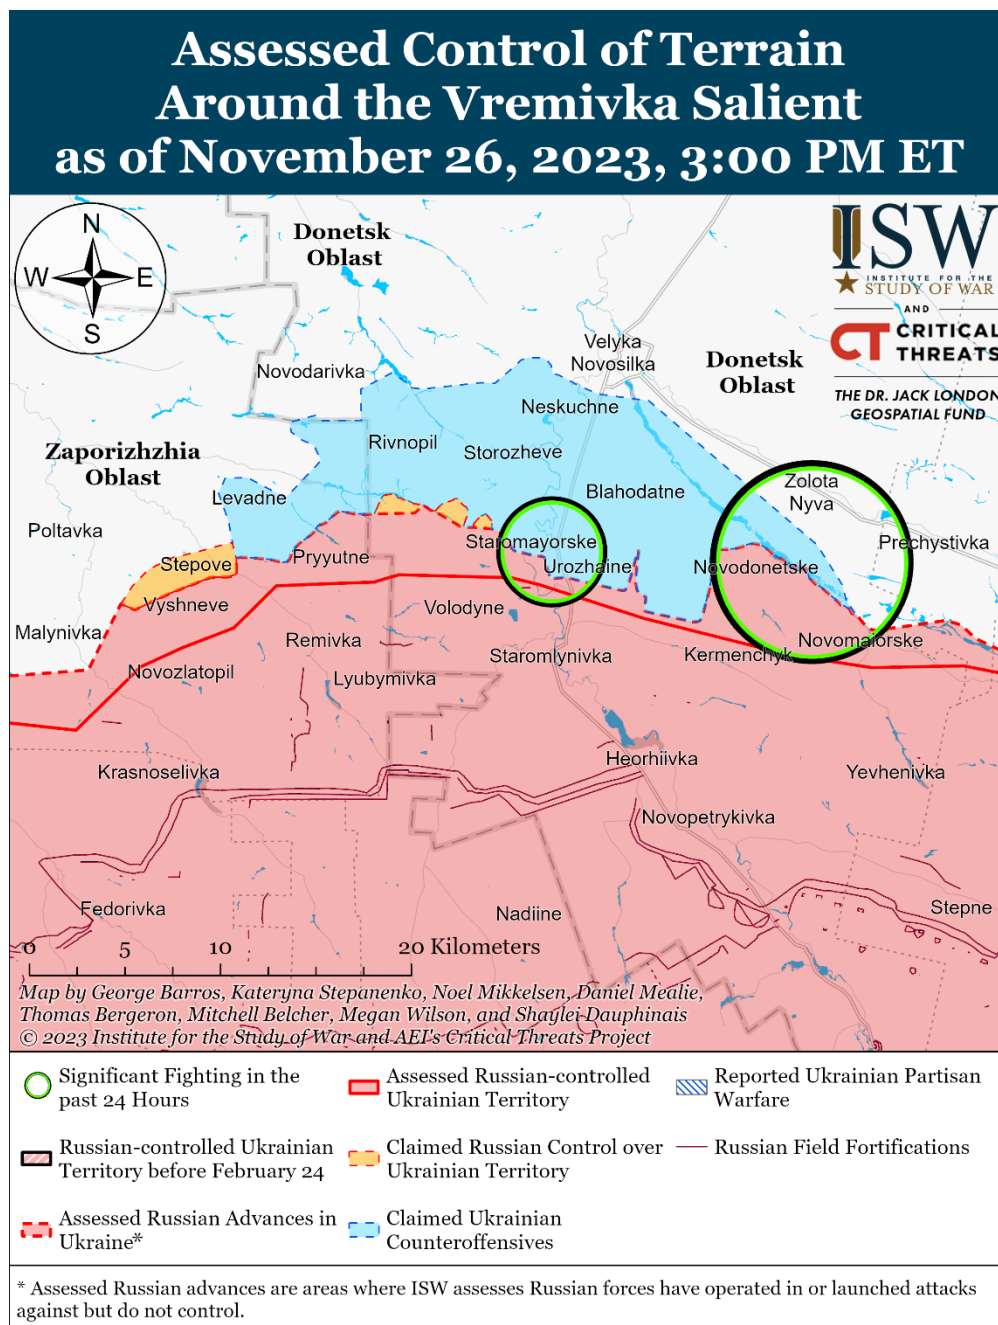 Assessed Control of Terrain
Around the Vremivka Salient
as of November 26, 2023, 3:00 PM ET
N
W
E
S
Donetsk
Oblast
ISW
INSTITUTE FOR THE
STUDY OF WAR
AND
CT CRITICAL
THREATS
THE DR. JACK LONDON
GEOSPATIAL FUND
Velyka
Novosilka
Donetsk
Oblast
Novodarivka
Neskuchne
Rivnopil
Storozheve
Zaporizhzhia
Oblast
Levadne
Blahodatne
Zolota
Nyva
Poltavka
Staromayorske
Prechystivka
Stepove
Pryyutne
Urozhaine
Novodonetske
Vyshneve
Volodyne
Malynivka
Remivka
Novomaiorske
Staromlynivka
Kermenchyk
Novozlatopil
Lyubymivka
Krasnoselivka
Heorhiivka
Yevhenivka
Novopetrykivka
Fedorivka
Nadiine
Stepne
0 5 10 20 Kilometers
Map by George Barros, Kateryna Stepanenko, Noel Mikkelsen, Daniel Mealie,
Thomas Bergeron, Mitchell Belcher, Megan Wilson, and Shaylei Dauphinais
© 2023 Institute for the Study of War and AEI's Critical Threats Project
Significant Fighting in the
past 24 Hours
Assessed Russian-controlled
Ukrainian Territory
Reported Ukrainian Partisan
Warfare
Russian-controlled Ukrainian
Territory before February 24
Claimed Russian Control over
Ukrainian Territory
Russian Field Fortifications
Assessed Russian Advances in
Ukraine*
Claimed Ukrainian
Counteroffensives
* Assessed Russian advances are areas where ISW assesses Russian forces have operated in or launched attacks
against but do not control.